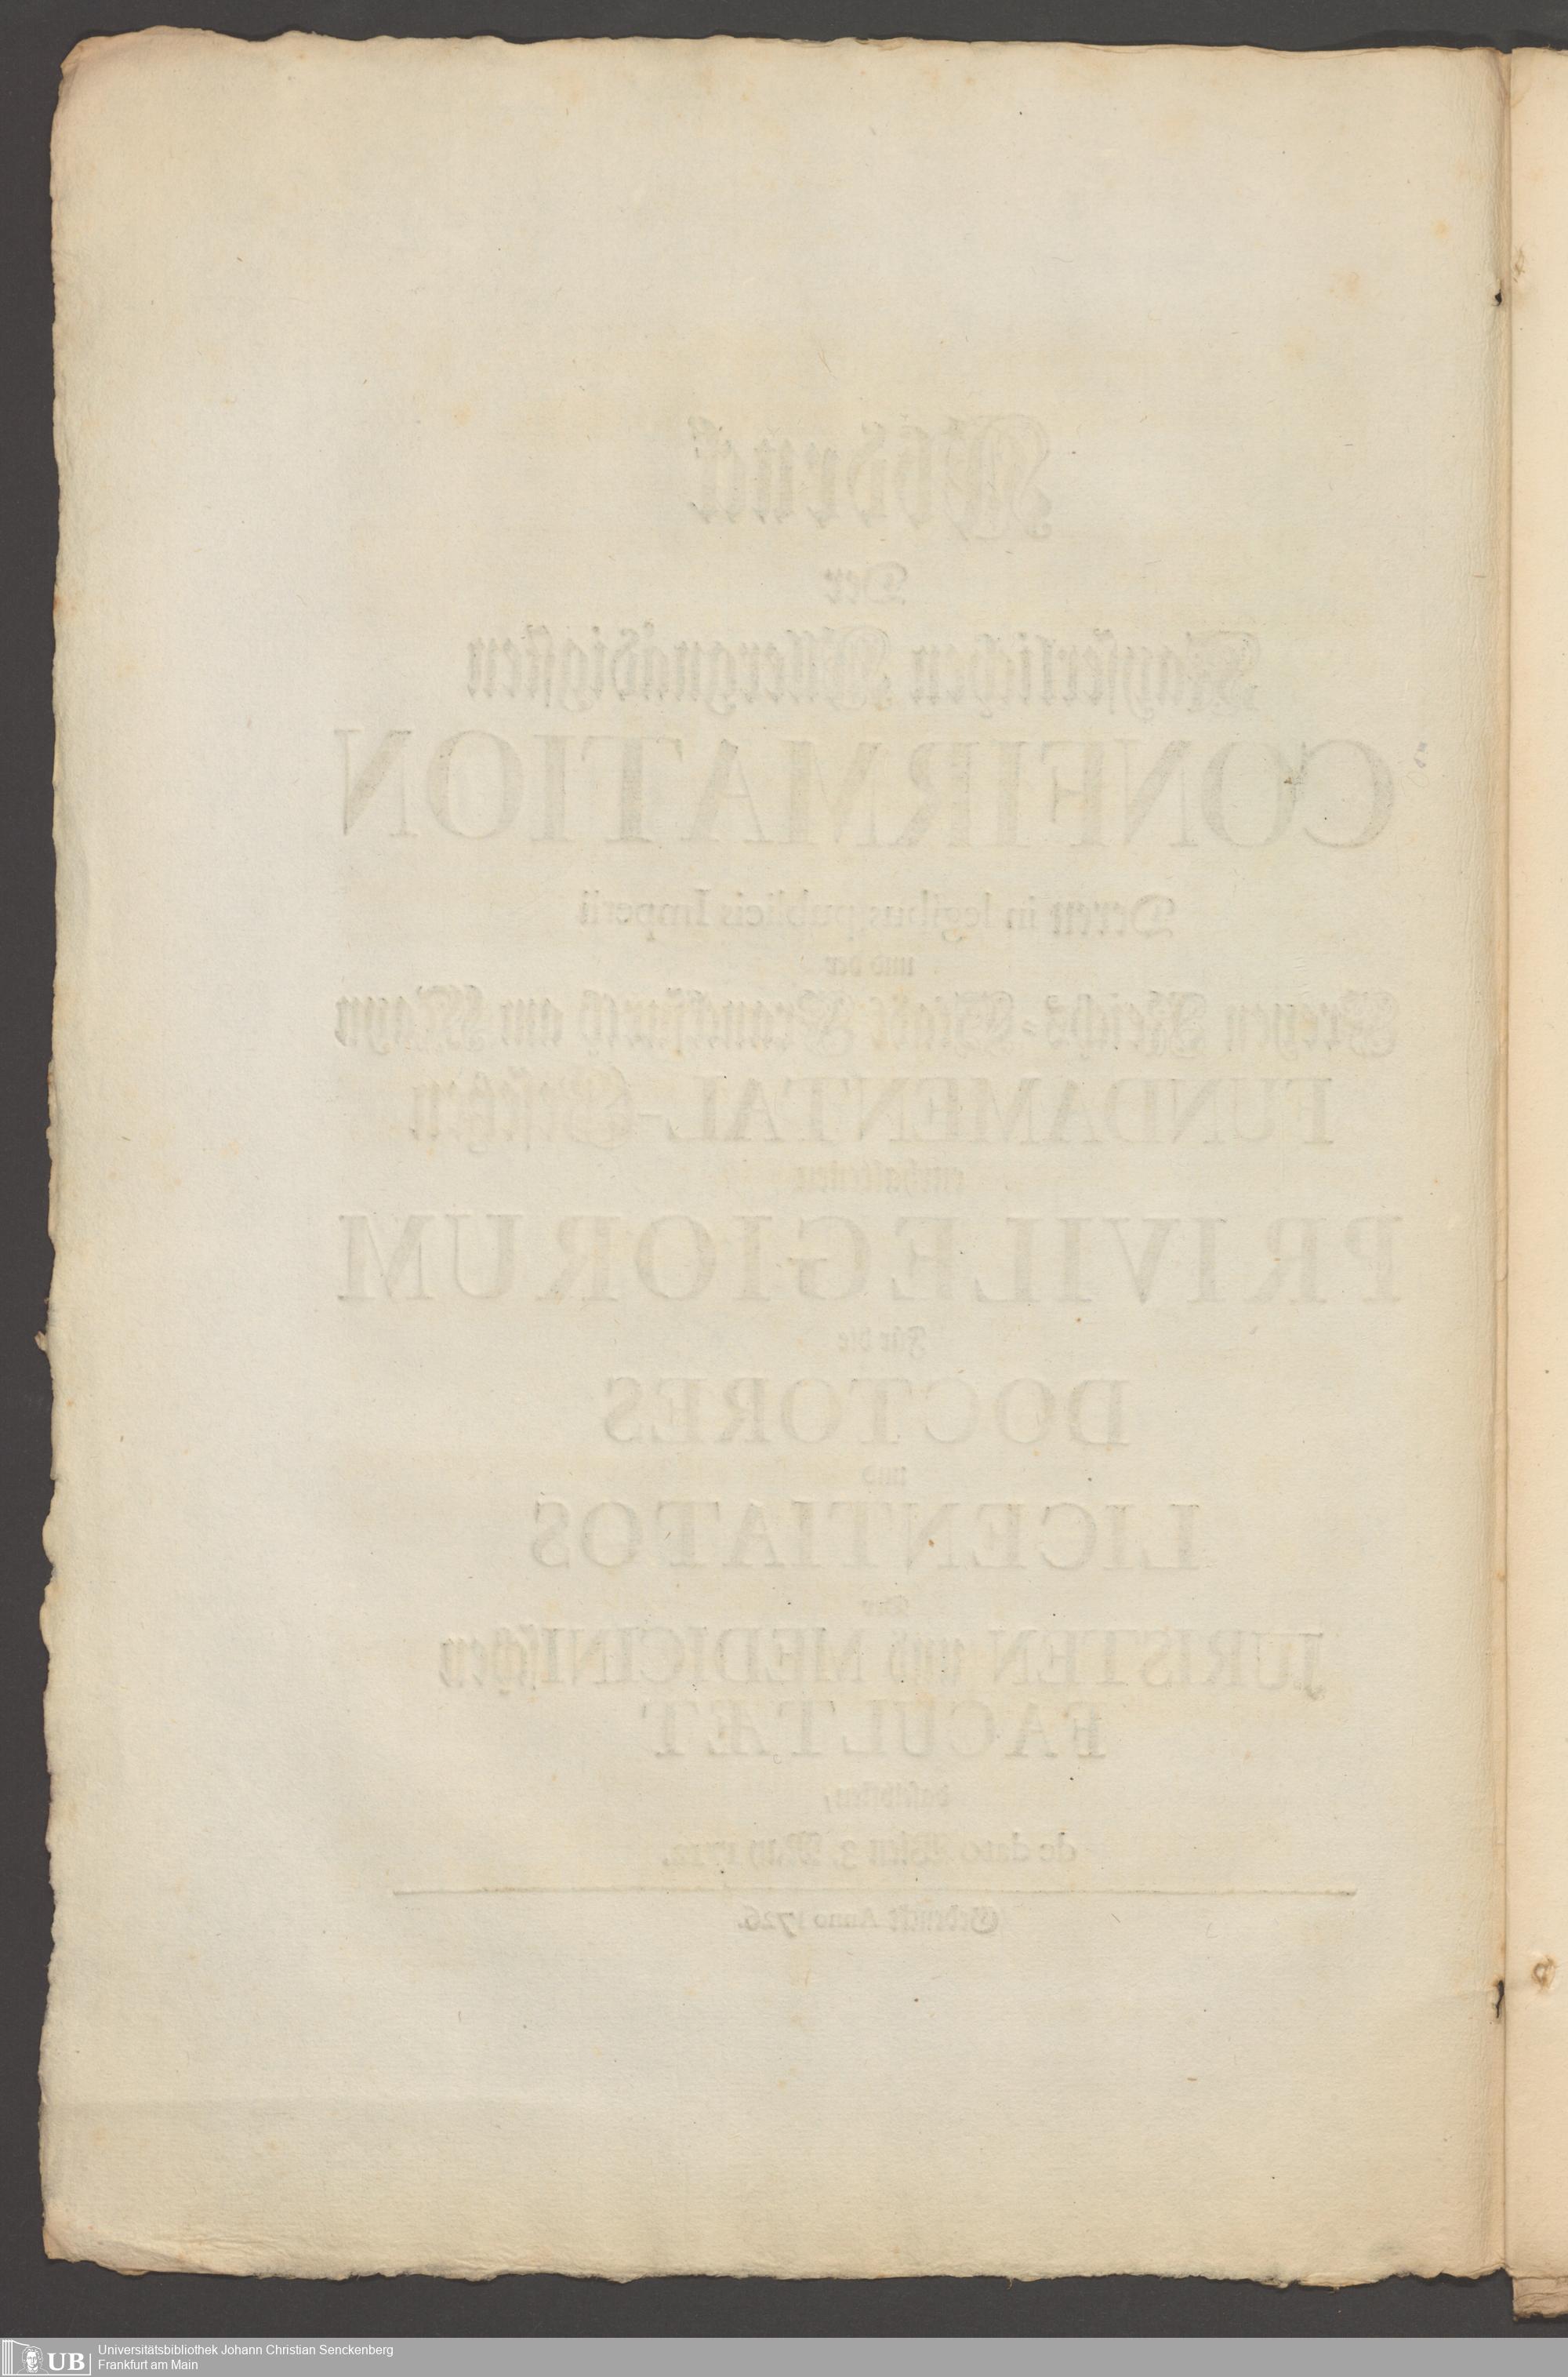 Abdruck
Der
Kayserlichen Allergnädigsten
CONFIRMATION
Deren in legibus publicis Imperii
und der
Freyen Reichs-Stadt Franckfurth am Mayn
FUNDAMENTAL-Gesetzen
enthaltenen
PRIVILEGIORUM
Für die
DOCTORES
und
LICENTIATOS
Der
JURISTEN und MEDICINIschen
FACULTÆT
daselbsten,
de dato Wien 3. May 1712.
Gedruckt Anno 1726.
UB Universitätsbibliothek Johann Christian Senckenberg
Frankfurt am Main